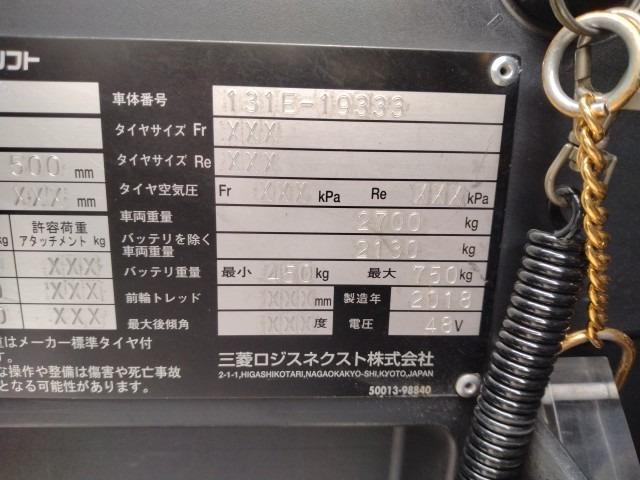 リフト
車体番号 131E-19333
タイヤサイズ Fr XXX
500 mm タイヤサイズ Re XXX
XXX mm タイヤ空気圧 Fr XXX kPa Re XXX kPa
車両重量 2700 kg
許容荷重
kg アタッチメント kg
バッテリを除く
車両重量 2130 kg
XXX バッテリ重量 最小 450 kg 最大 750 kg
XXX 前輪トレッド XXX mm 製造年 2018
XXX 最大後傾角 XXX 度 電圧 48 V
はメーカー標準タイヤ付
す。
な操作や整備は傷害や死亡事故
となる可能性があります。
三菱ロジスネクスト株式会社
2-1-1,HIGASHIKOTARI,NAGAOKAKYO-SHI,KYOTO,JAPAN
50013-98840